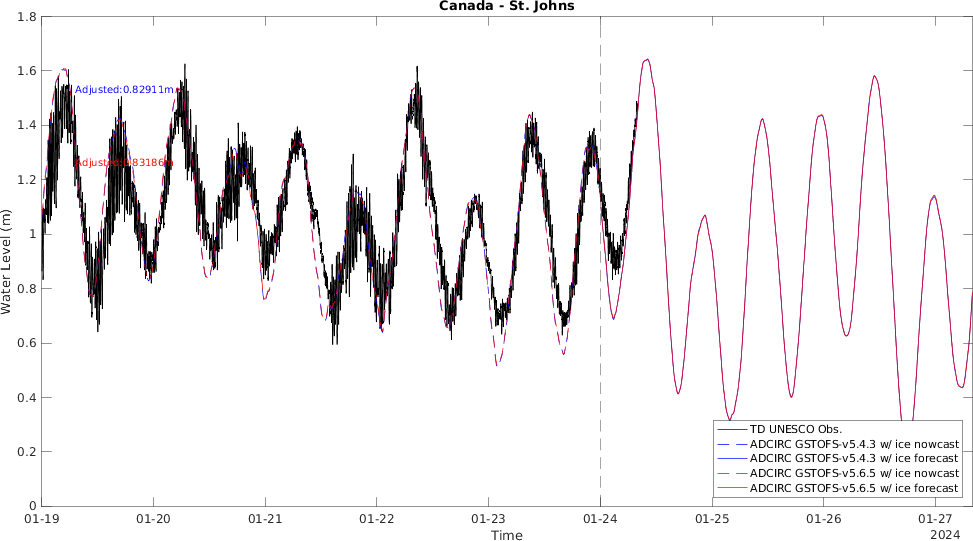 Canada - St. Johns
1.8
1.6
1.4
1.2
1
0.8
0.6
0.4
0.2
0
Water Level (m)
Adjusted:0.82911m
Adjusted:0.83186m
TD UNESCO Obs.
ADCIRC GSTOFS-v5.4.3 w/ ice nowcast
ADCIRC GSTOFS-v5.4.3 w/ ice forecast
ADCIRC GSTOFS-v5.6.5 w/ ice nowcast
ADCIRC GSTOFS-v5.6.5 w/ ice forecast
01-19 01-20 01-21 01-22 01-23 01-24 01-25 01-26 01-27
Time
2024